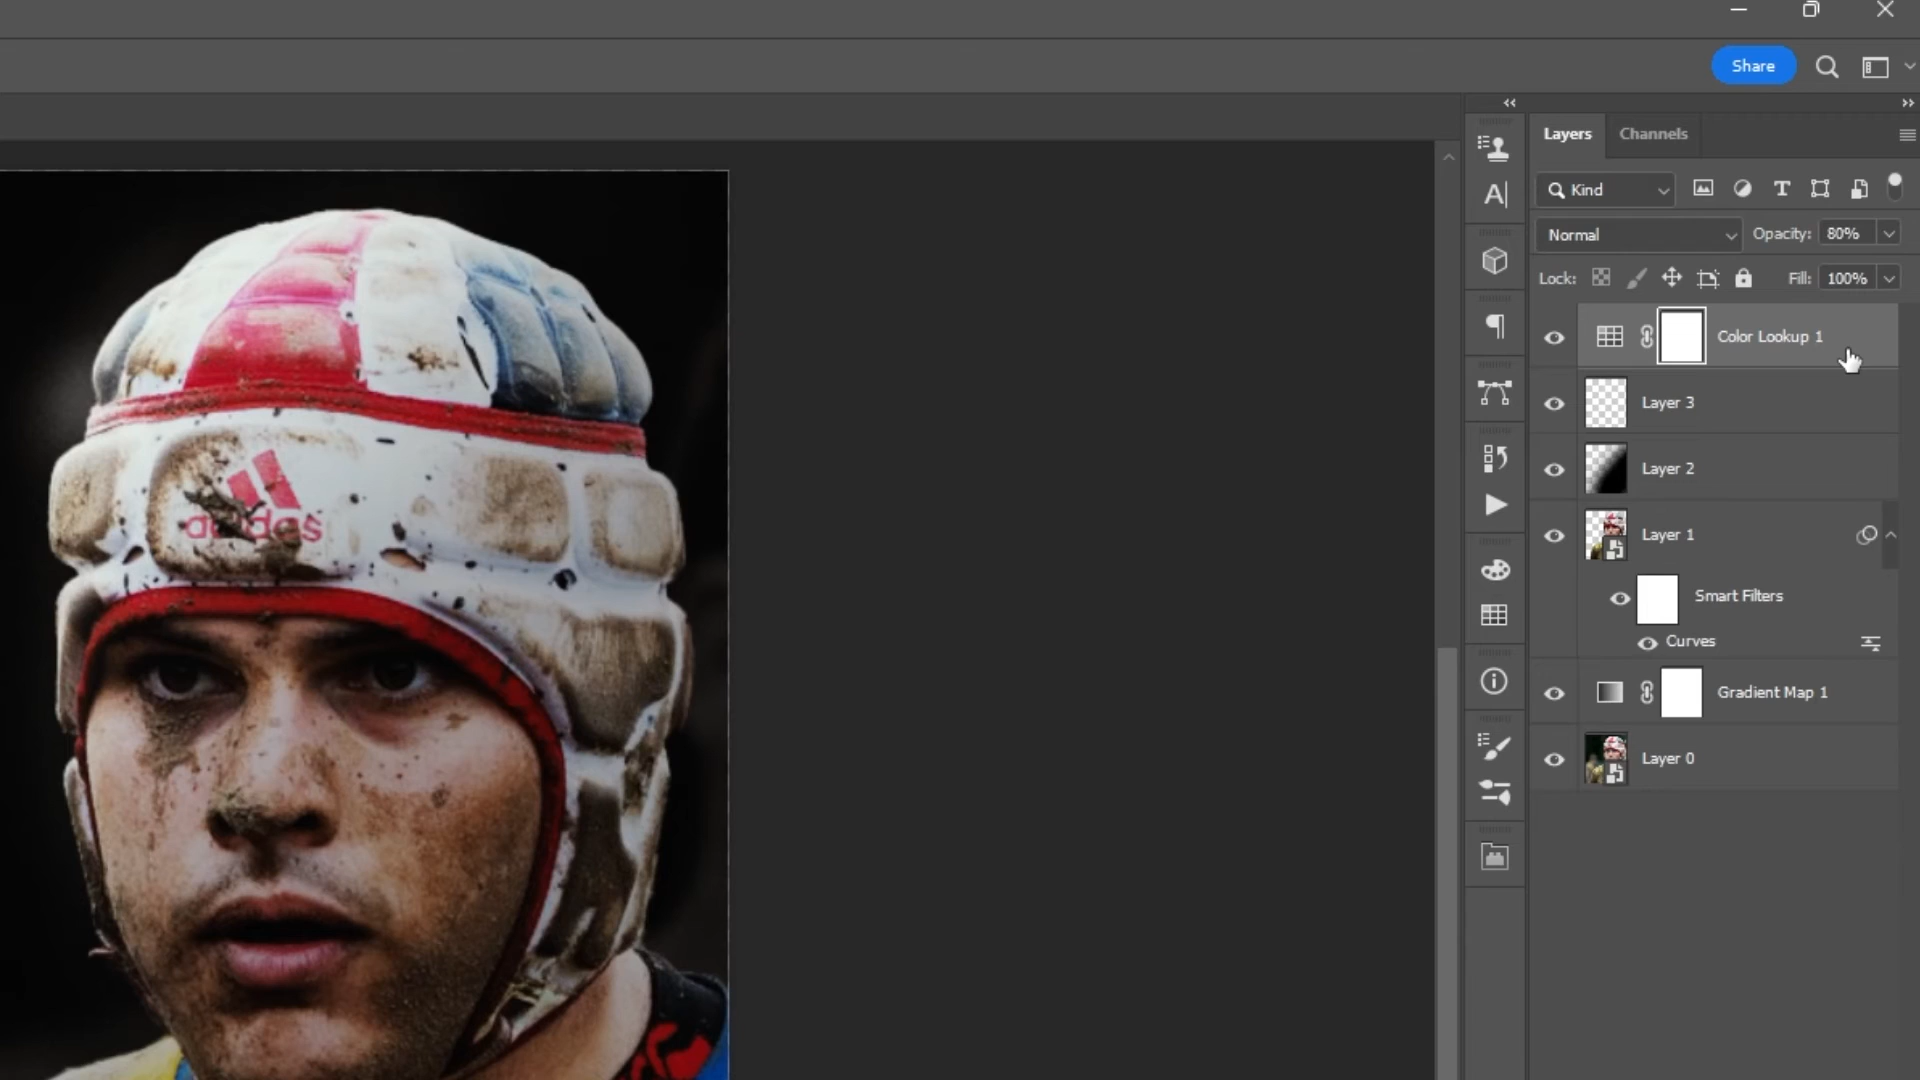 Share
Layers
Channels
Kind
Normal
Opacity: 80%
Lock:
Fill: 100%
Color Lookup 1
Layer 3
Layer 2
Layer 1
Smart Filters
Curves
Gradient Map 1
Layer 0
adidas